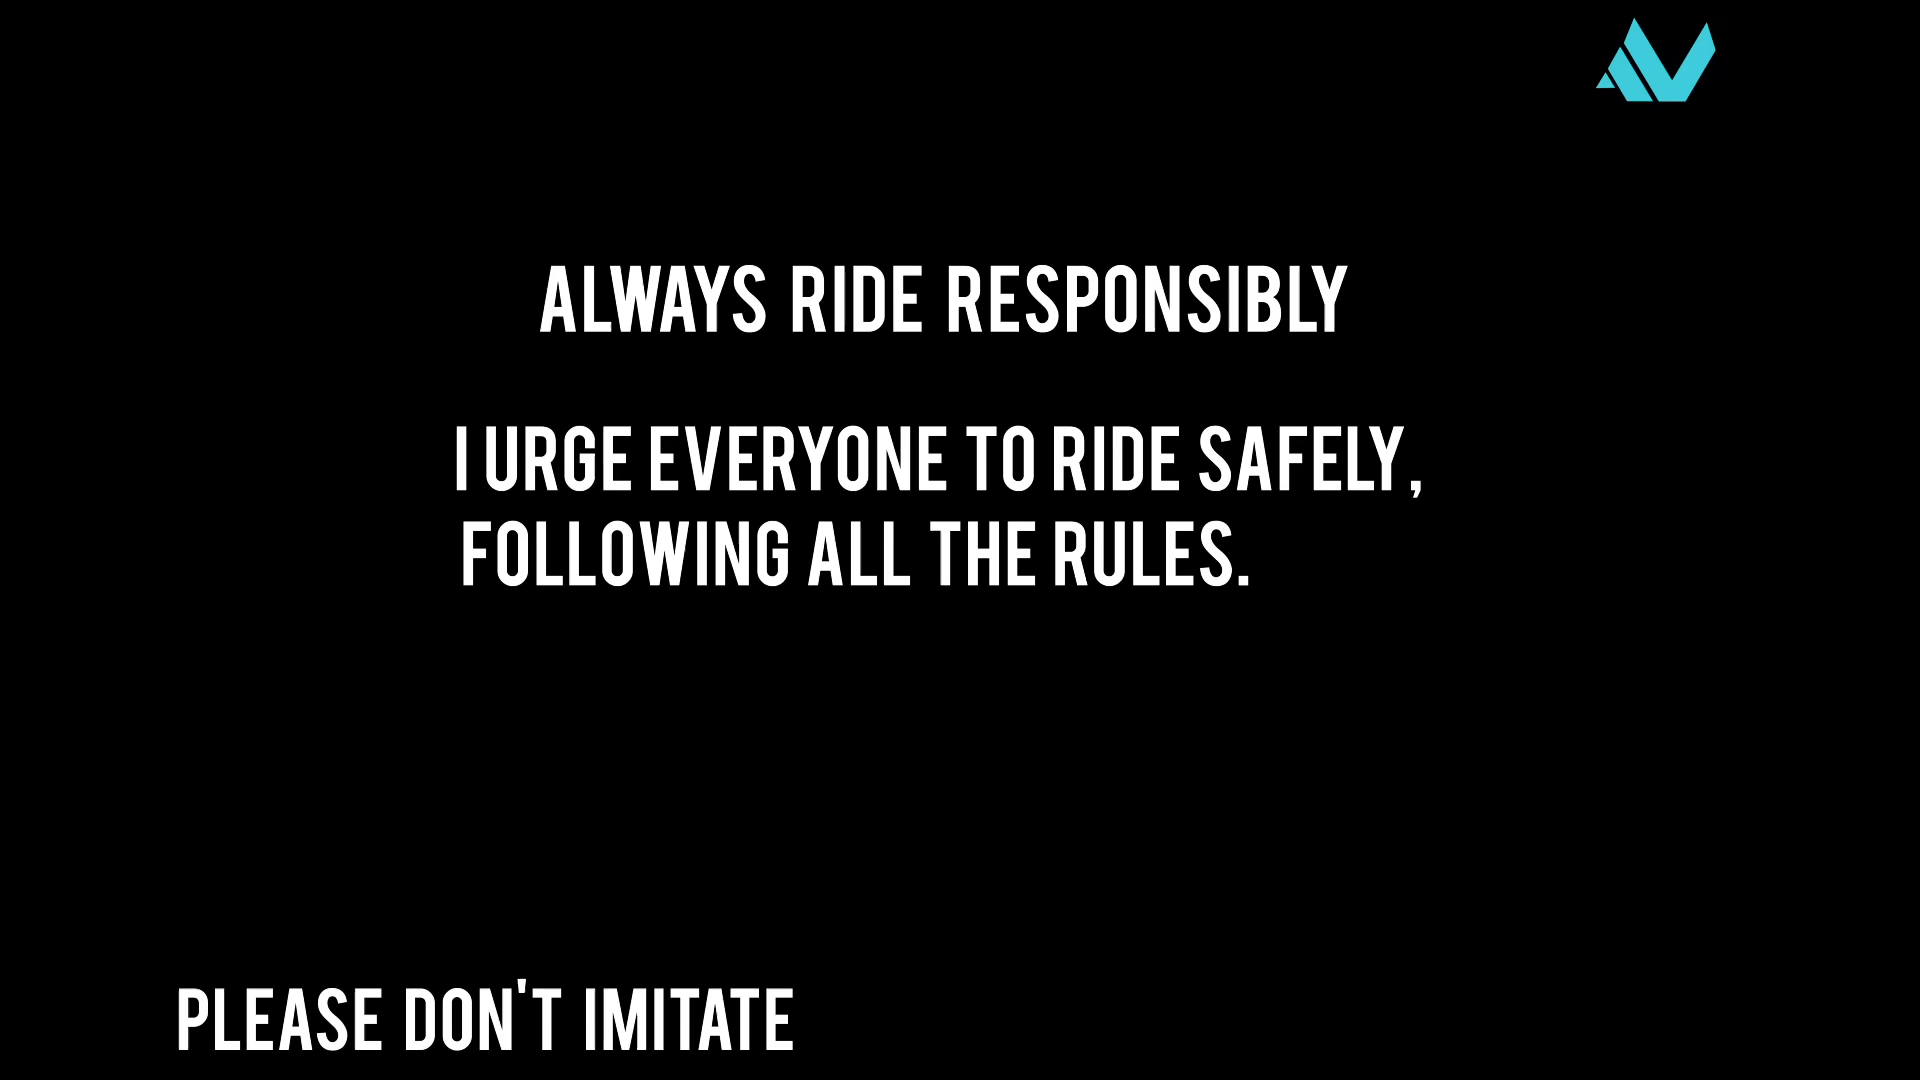 ALWAYS RIDE RESPONSIBLY
I URGE EVERYONE TO RIDE SAFELY,
FOLLOWING ALL THE RULES.
PLEASE DON'T IMITATE